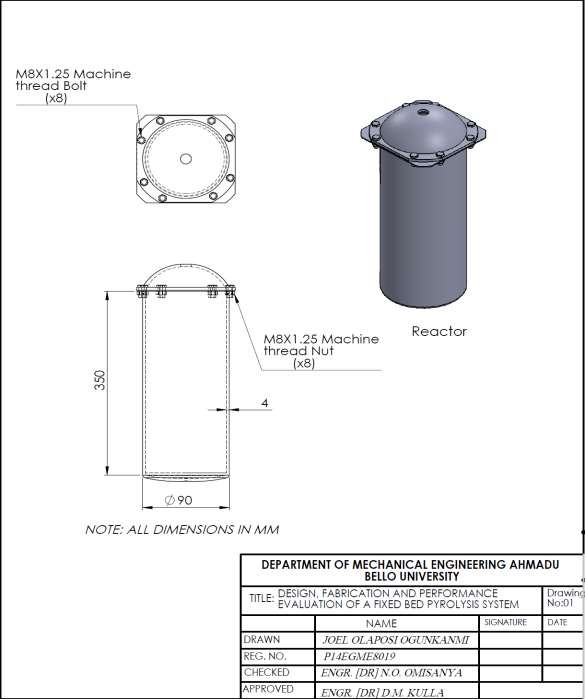 M8X1.25 Machine
thread Bolt
(x8)
Reactor
M8X1.25 Machine
thread Nut
(x8)
350
4
∅90
NOTE: ALL DIMENSIONS IN MM
DEPARTMENT OF MECHANICAL ENGINEERING AHMADU
BELLO UNIVERSITY
TITLE: DESIGN, FABRICATION AND PERFORMANCE
EVALUATION OF A FIXED BED PYROLYSIS SYSTEM
Drawing
No:01
NAME SIGNATURE DATE
DRAWN JOEL OLAPOSI OGUNKANMI
REG. NO. P14EGME8019
CHECKED ENGR. [DR] N.O. OMISANYA
APPROVED ENGR. [DR] D.M. KULLA